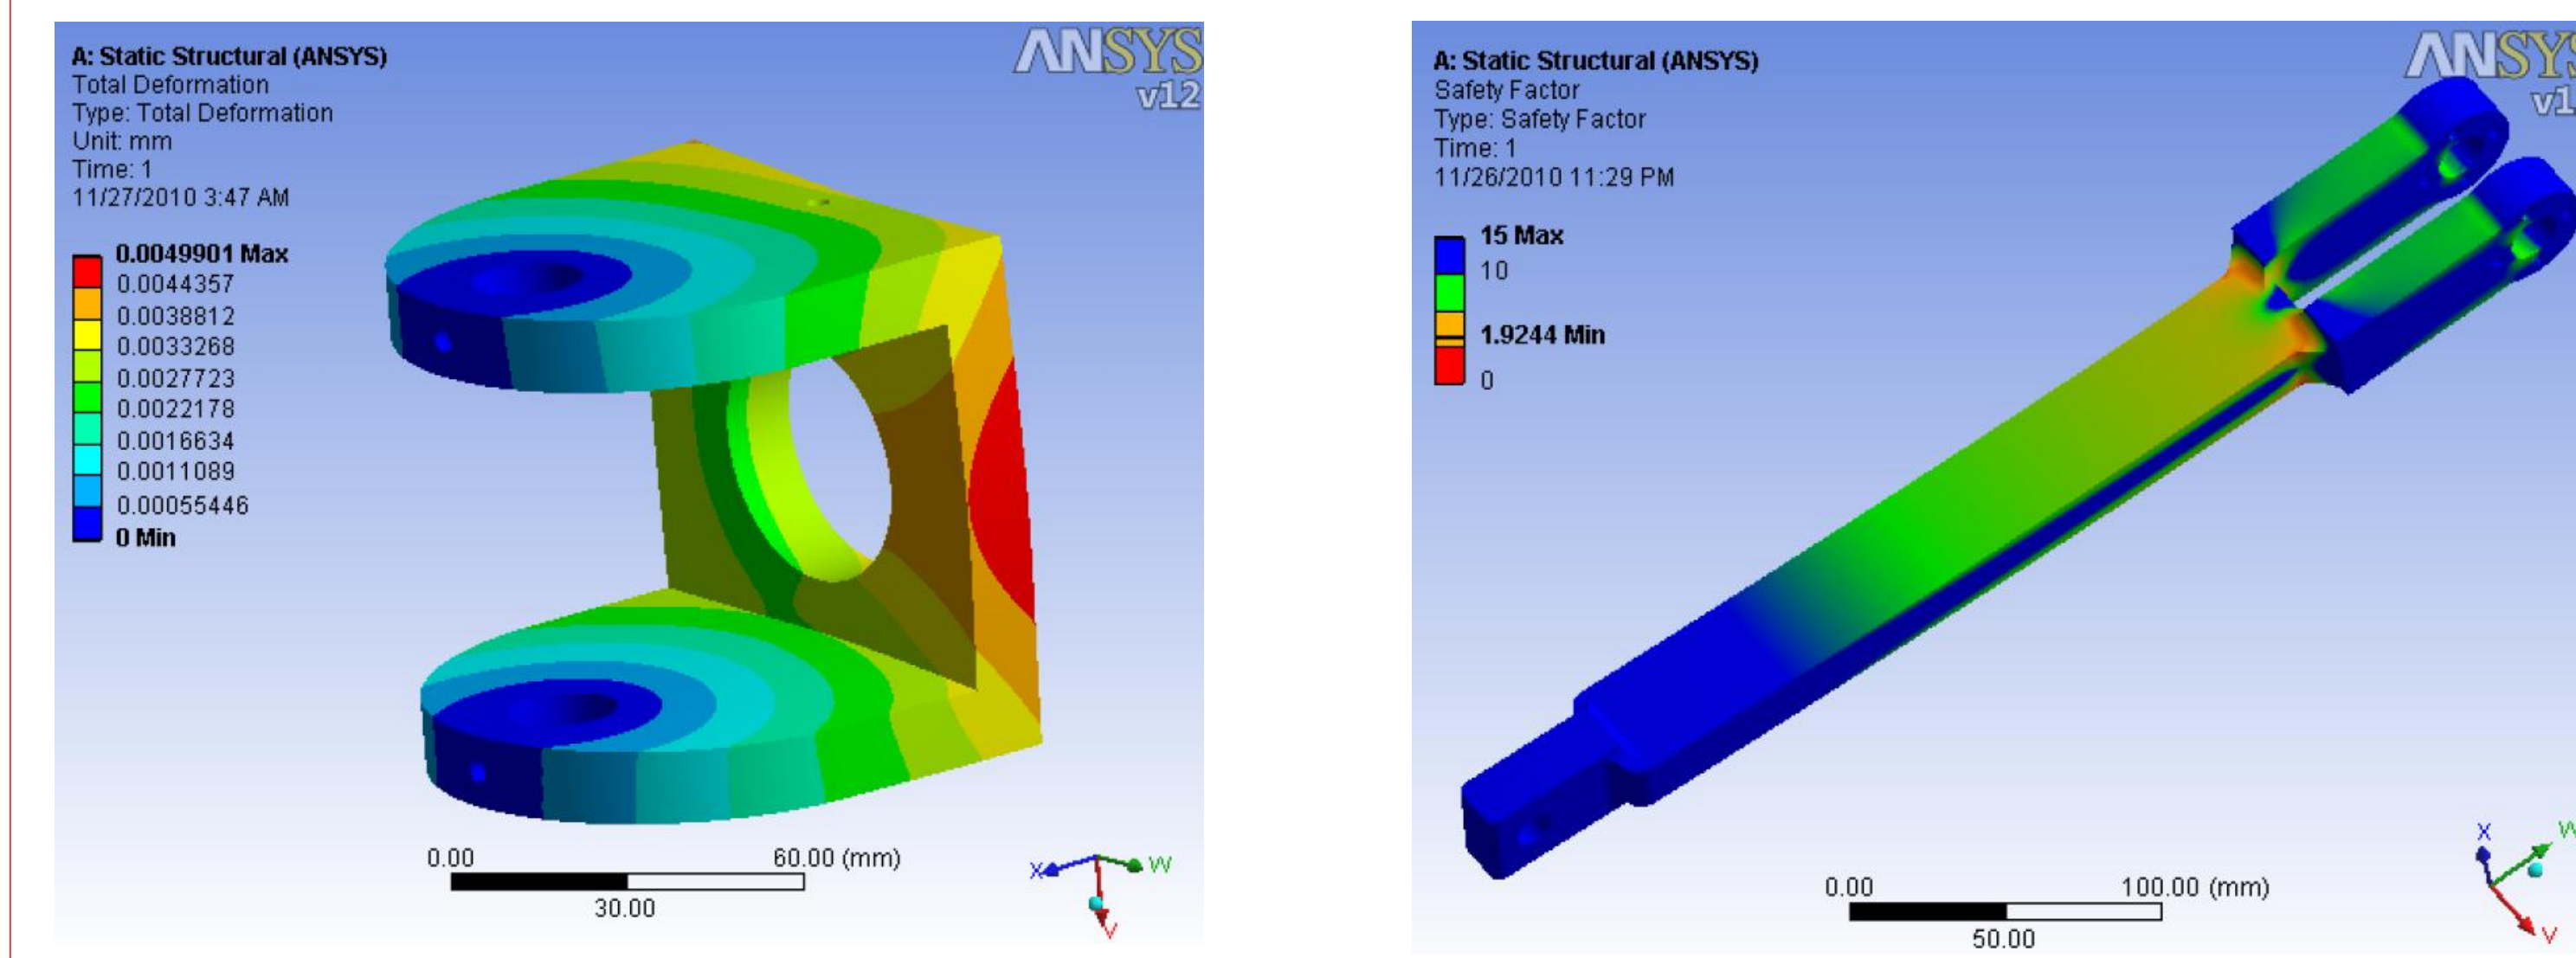 A: Static Structural (ANSYS)
Total Deformation
Type: Total Deformation
Unit: mm
Time: 1
11/27/2010 3:47 AM
0.0049901 Max
0.0044357
0.0038812
0.0033268
0.0027723
0.0022178
0.0016634
0.0011089
0.00055446
0 Min
ANSYS
v12
0.00
60.00 (mm)
30.00
X
W
V
A: Static Structural (ANSYS)
Safety Factor
Type: Safety Factor
Time: 1
11/26/2010 11:29 PM
15 Max
10
1.9244 Min
0
ANSYS
v1
0.00
100.00 (mm)
50.00
X
W
V